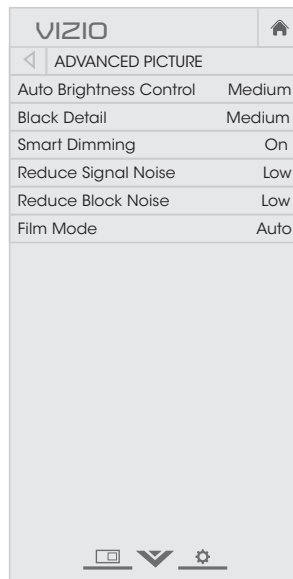 VIZIO
ADVANCED PICTURE
Auto Brightness Control Medium
Black Detail Medium
Smart Dimming On
Reduce Signal Noise Low
Reduce Block Noise Low
Film Mode Auto